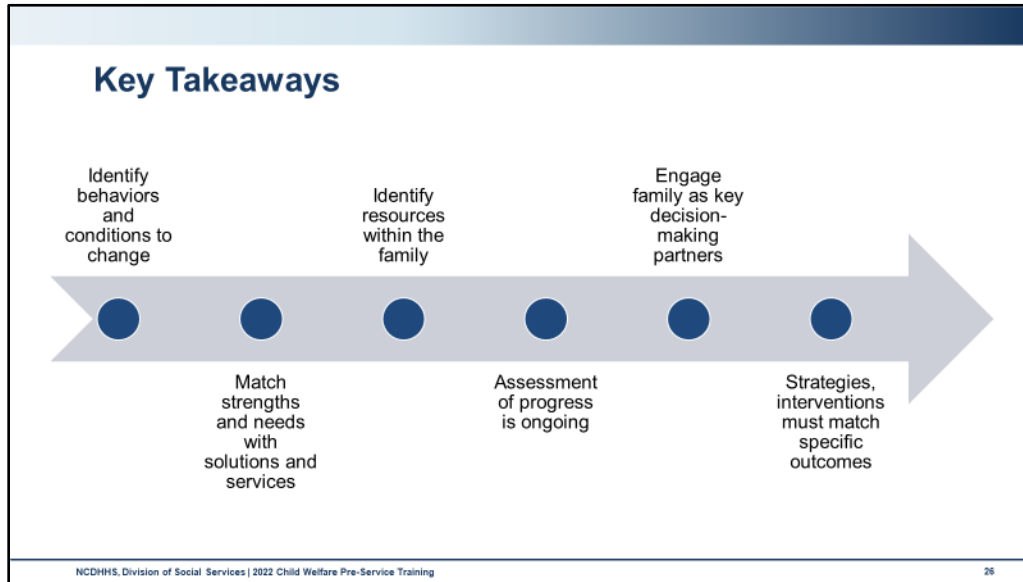 Key Takeaways
Identify
behaviors
and
conditions to
change
Match
strengths
and needs
with
solutions and
services
Identify
resources
within the
family
Assessment
of progress
is ongoing
Engage
family as key
decision-
making
partners
Strategies,
interventions
must match
specific
outcomes
NCDHHS, Division of Social Services | 2022 Child Welfare Pre-Service Training
26